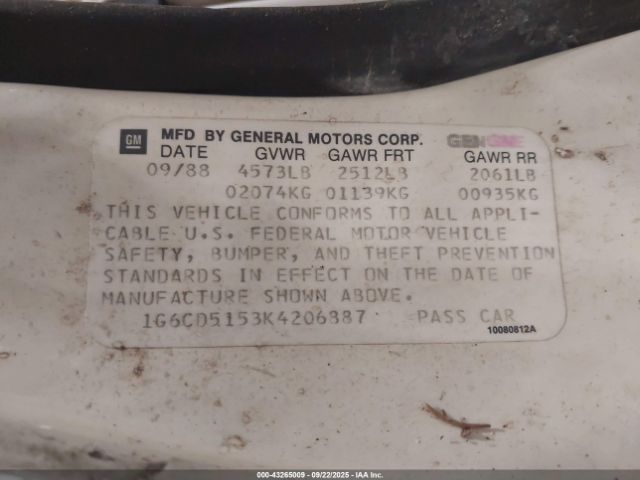 GM MFD BY GENERAL MOTORS CORP. GEN GME
DATE GVWR GAWR FRT GAWR RR
09/88 4573LB 2512LB 2061LB
02074KG 01139KG 00935KG
THIS VEHICLE CONFORMS TO ALL APPLI-
CABLE U.S. FEDERAL MOTOR VEHICLE
SAFETY, BUMPER, AND THEFT PREVENTION
STANDARDS IN EFFECT ON THE DATE OF
MANUFACTURE SHOWN ABOVE.
1G6CD5153K4206887 PASS CAR
10080812A
000-43265009 - 09/22/2025 - IAA Inc.